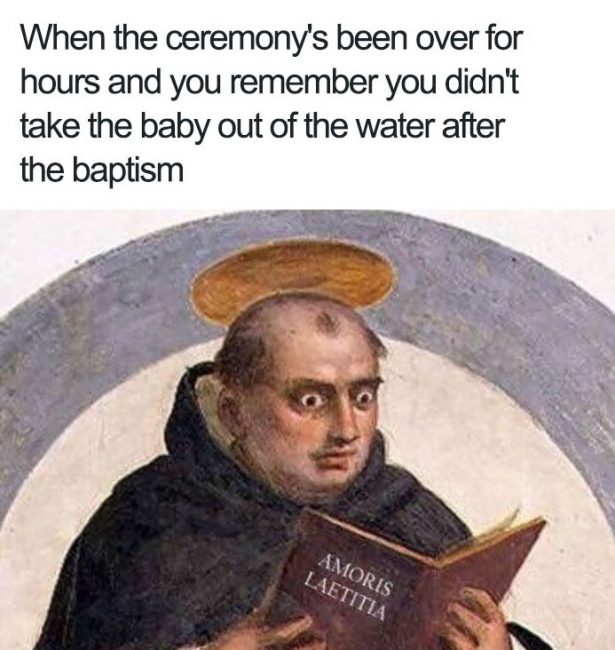 When the ceremony's been over for
hours and you remember you didn't
take the baby out of the water after
the baptism
AMORIS
LAETITIA